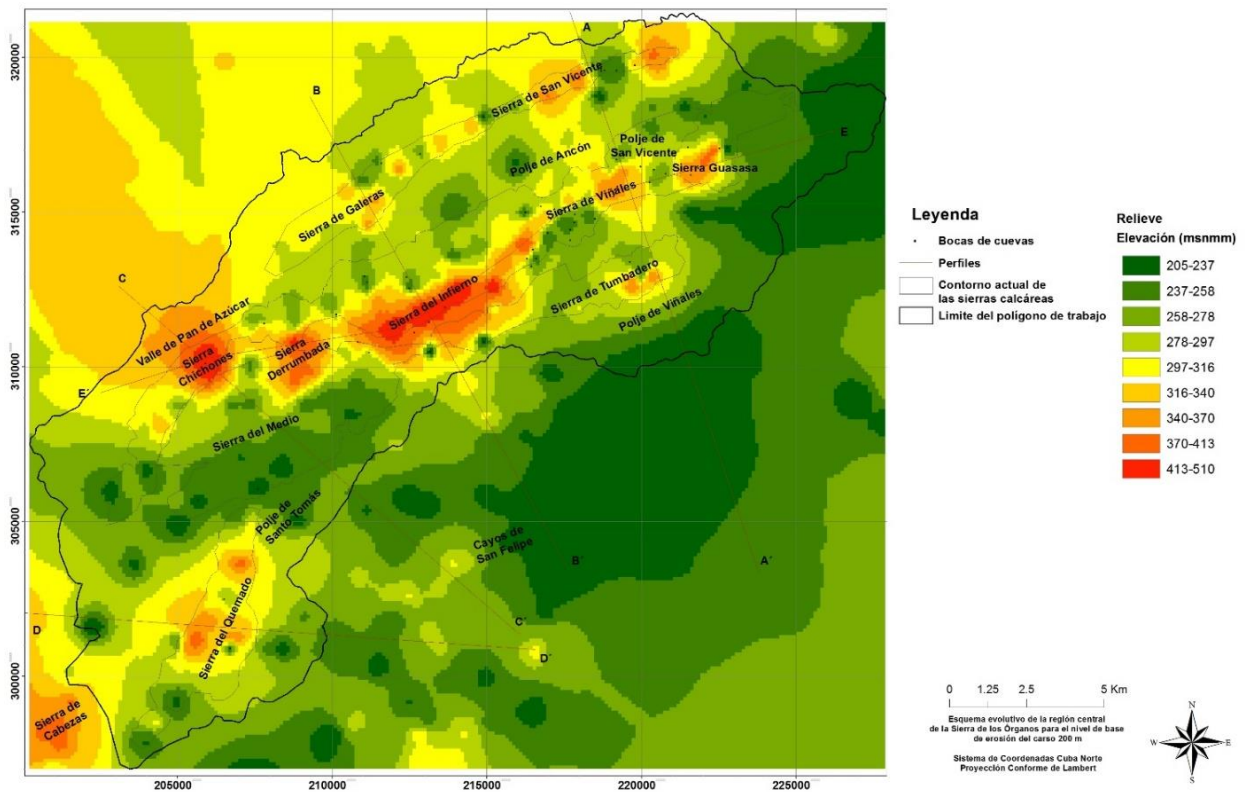 A
B
C
D
E
E´
A´
B´
C´
D´
Sierra de San Vicente
Polje de
San Vicente
Polje de Ancón
Sierra Guasasa
Sierra de Viñales
Sierra de Galeras
Sierra de Tumbadero
Polje de Viñales
Sierra del Infierno
Valle de Pan de Azúcar
Sierra
Chichones
Sierra
Derrumbada
Sierra del Medio
Polje de
Santo Tomás
Cayos de
San Felipe
Sierra del Quemado
Sierra de
Cabezas
320000
315000
310000
305000
300000
205000
210000
215000
220000
225000
Leyenda
Bocas de cuevas
Perfiles
Contorno actual de
las sierras calcáreas
Limite del polígono de trabajo
Relieve
Elevación (msnmm)
205-237
237-258
258-278
278-297
297-316
316-340
340-370
370-413
413-510
0 1.25 2.5 5 Km
Esquema evolutivo de la región central
de la Sierra de los Órganos para el nivel de base
de erosión del carso 200 m
Sistema de Coordenadas Cuba Norte
Proyección Conforme de Lambert
N
W
E
S